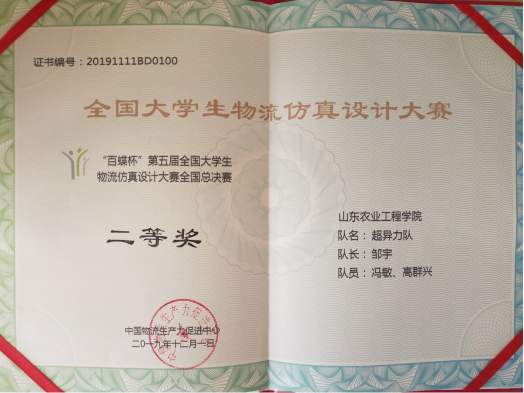 证书编号：20191111BD0100
全国大学生物流仿真设计大赛
“百蝶杯”第五届全国大学生
物流仿真设计大赛全国总决赛
二等奖
中国物流生产力促进中心
二〇一九年十二月一日
山东农业工程学院
队名：超异力队
队长：邹宇
队员：冯敏、高群兴